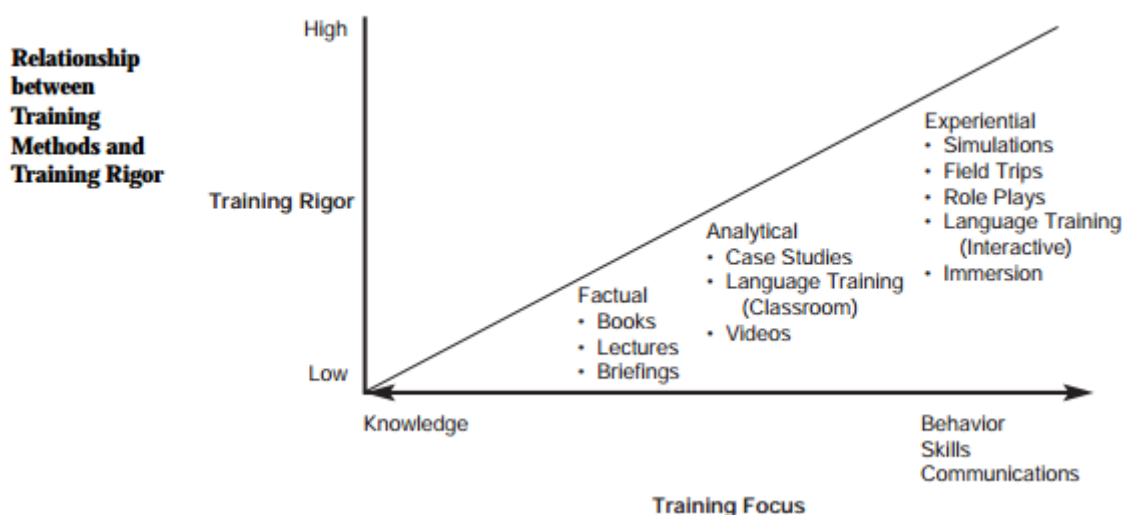 Relationship
between
Training
Methods and
Training Rigor
High
Training Rigor
Low
Experiential
• Simulations
• Field Trips
• Role Plays
• Language Training
(Interactive)
• Immersion
Analytical
• Case Studies
• Language Training
(Classroom)
• Videos
Factual
• Books
• Lectures
• Briefings
Knowledge
Behavior
Skills
Communications
Training Focus